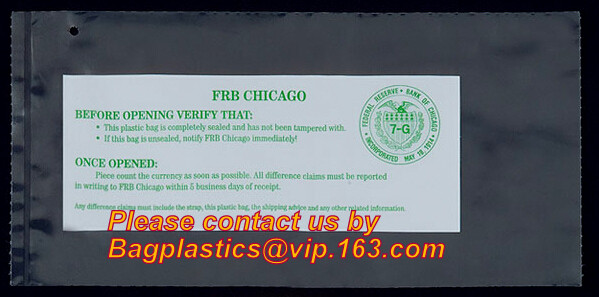 FRB CHICAGO
BEFORE OPENING VERIFY THAT:
• This plastic bag is completely sealed and has not been tampered with.
• If this bag is unsealed, notify FRB Chicago immediately!
ONCE OPENED:
Piece count the currency as soon as possible. All difference claims must be reported
in writing to FRB Chicago within 5 business days of receipt.
Any difference claims must include the strap, this plastic bag, the shipping advice and any other related information.
FEDERAL RESERVE • BANK OF CHICAGO
7-G
INCORPORATED MAY 18, 1914
Please contact us by
Bagplastics@vip.163.com